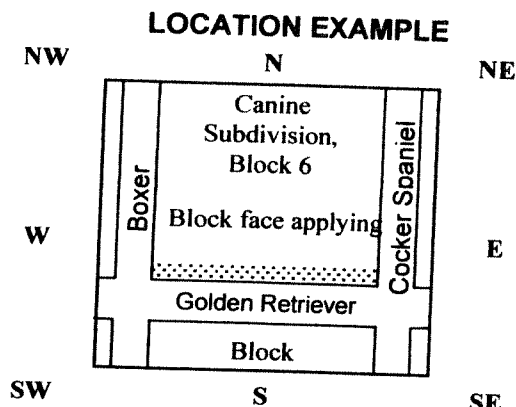 LOCATION EXAMPLE
NW N NE
Canine
Subdivision,
Block 6
Boxer
Cocker Spaniel
W
Block face applying
E
Golden Retriever
Block
SW S SE